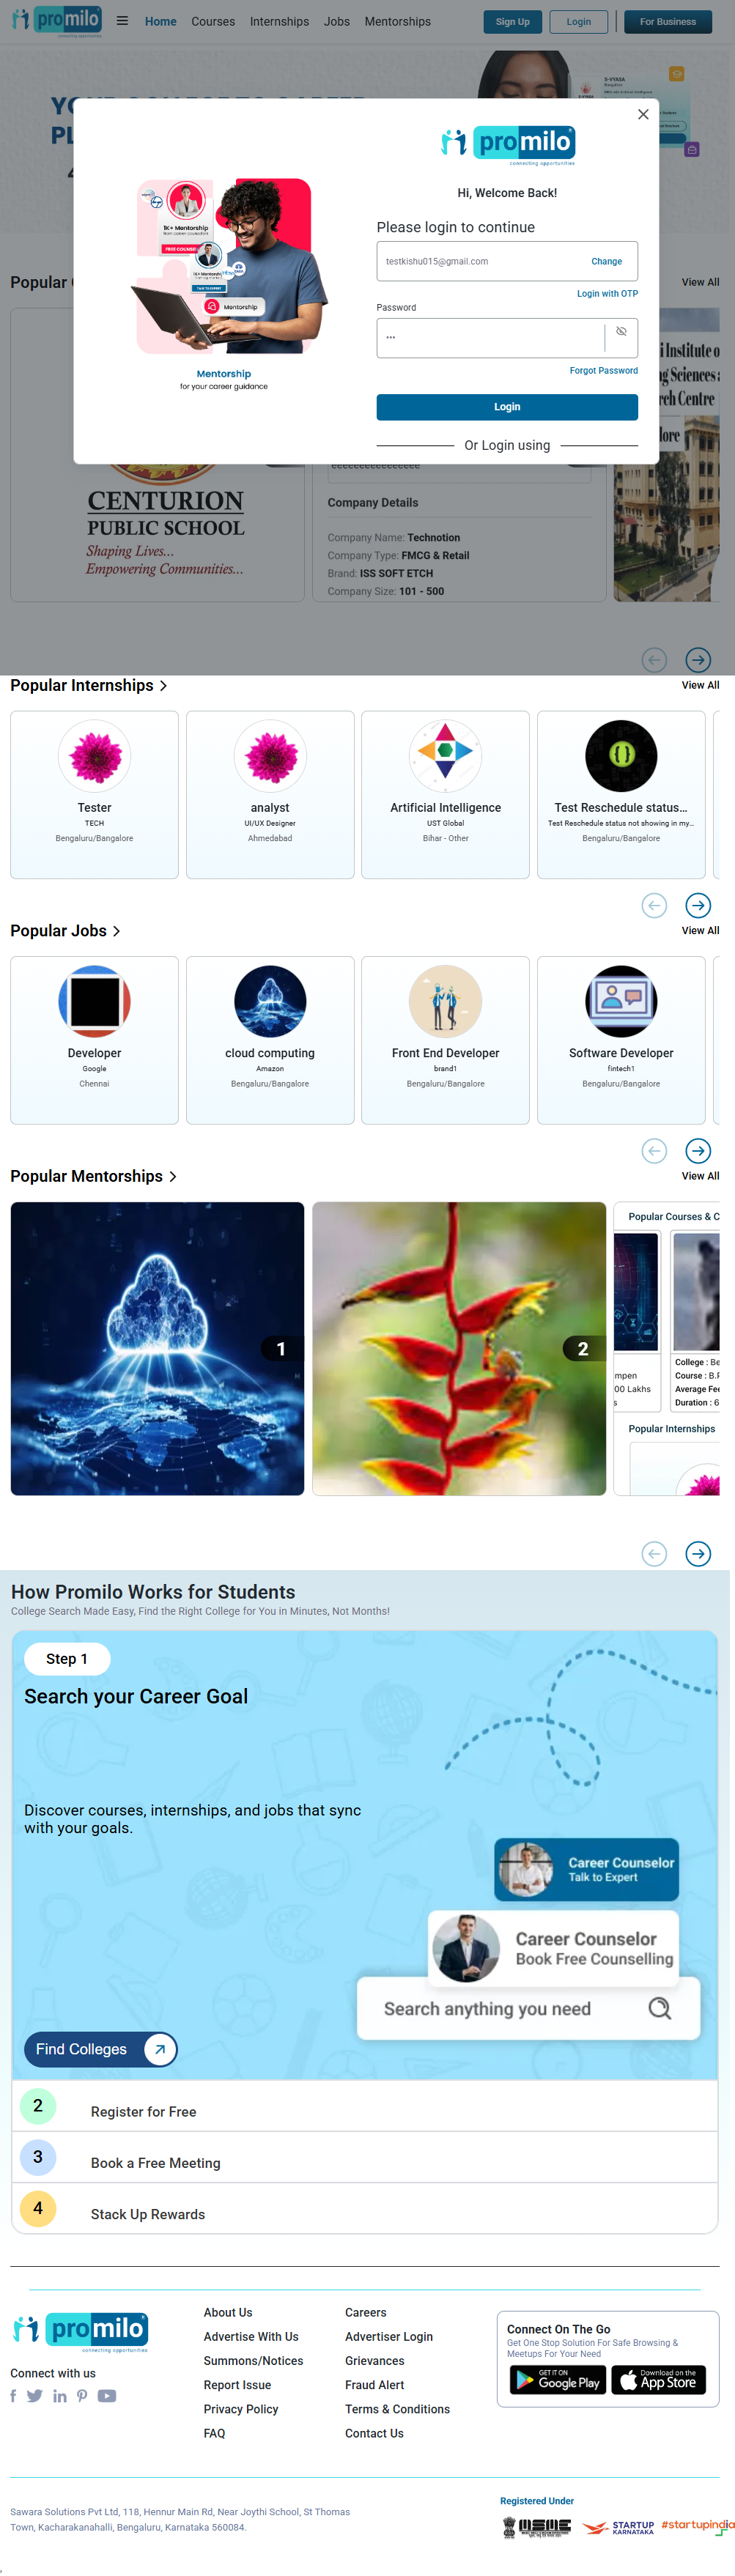 promilo
connecting opportunities
Home
Courses
Internships
Jobs
Mentorships
Sign Up
Login
For Business
promilo
connecting opportunities
Hi, Welcome Back!
Please login to continue
testkishu015@gmail.com
Change
Login with OTP
Password
Forgot Password
Login
Or Login using
1K+ Mentorship
from career counselors
FREE COUNSEL
1K+ Mentorship
TALK TO EXPERT
Mentorship
Mentorship
for your career guidance
Popular
View All
CENTURION
PUBLIC SCHOOL
Shaping Lives...
Empowering Communities...
Company Details
Company Name: Technotion
Company Type: FMCG & Retail
Brand: ISS SOFT ETCH
Company Size: 101 - 500
i Institute o
g Sciences a
rch Centre
lore
Popular Internships
View All
Tester
TECH
Bengaluru/Bangalore
analyst
UI/UX Designer
Ahmedabad
Artificial Intelligence
UST Global
Bihar - Other
Test Reschedule status...
Test Reschedule status not showing in my...
Bengaluru/Bangalore
Popular Jobs
View All
Developer
Google
Chennai
cloud computing
Amazon
Bengaluru/Bangalore
Front End Developer
brand1
Bengaluru/Bangalore
Software Developer
fintech1
Bengaluru/Bangalore
Popular Mentorships
View All
1
2
Popular Courses & C
mpen
00 Lakhs
s
College : Be
Course : B.F
Average Fee
Duration : 6
Popular Internships
How Promilo Works for Students
College Search Made Easy, Find the Right College for You in Minutes, Not Months!
Step 1
Search your Career Goal
Discover courses, internships, and jobs that sync
with your goals.
Career Counselor
Talk to Expert
Career Counselor
Book Free Counselling
Search anything you need
Find Colleges
2
Register for Free
3
Book a Free Meeting
4
Stack Up Rewards
promilo
connecting opportunities
Connect with us
About Us
Advertise With Us
Summons/Notices
Report Issue
Privacy Policy
FAQ
Careers
Advertiser Login
Grievances
Fraud Alert
Terms & Conditions
Contact Us
Connect On The Go
Get One Stop Solution For Safe Browsing &
Meetups For Your Need
GET IT ON
Google Play
Download on the
App Store
Sawara Solutions Pvt Ltd, 118, Hennur Main Rd, Near Joythi School, St Thomas
Town, Kacharakanahalli, Bengaluru, Karnataka 560084.
Registered Under
MSME
STARTUP
KARNATAKA
#startupindia